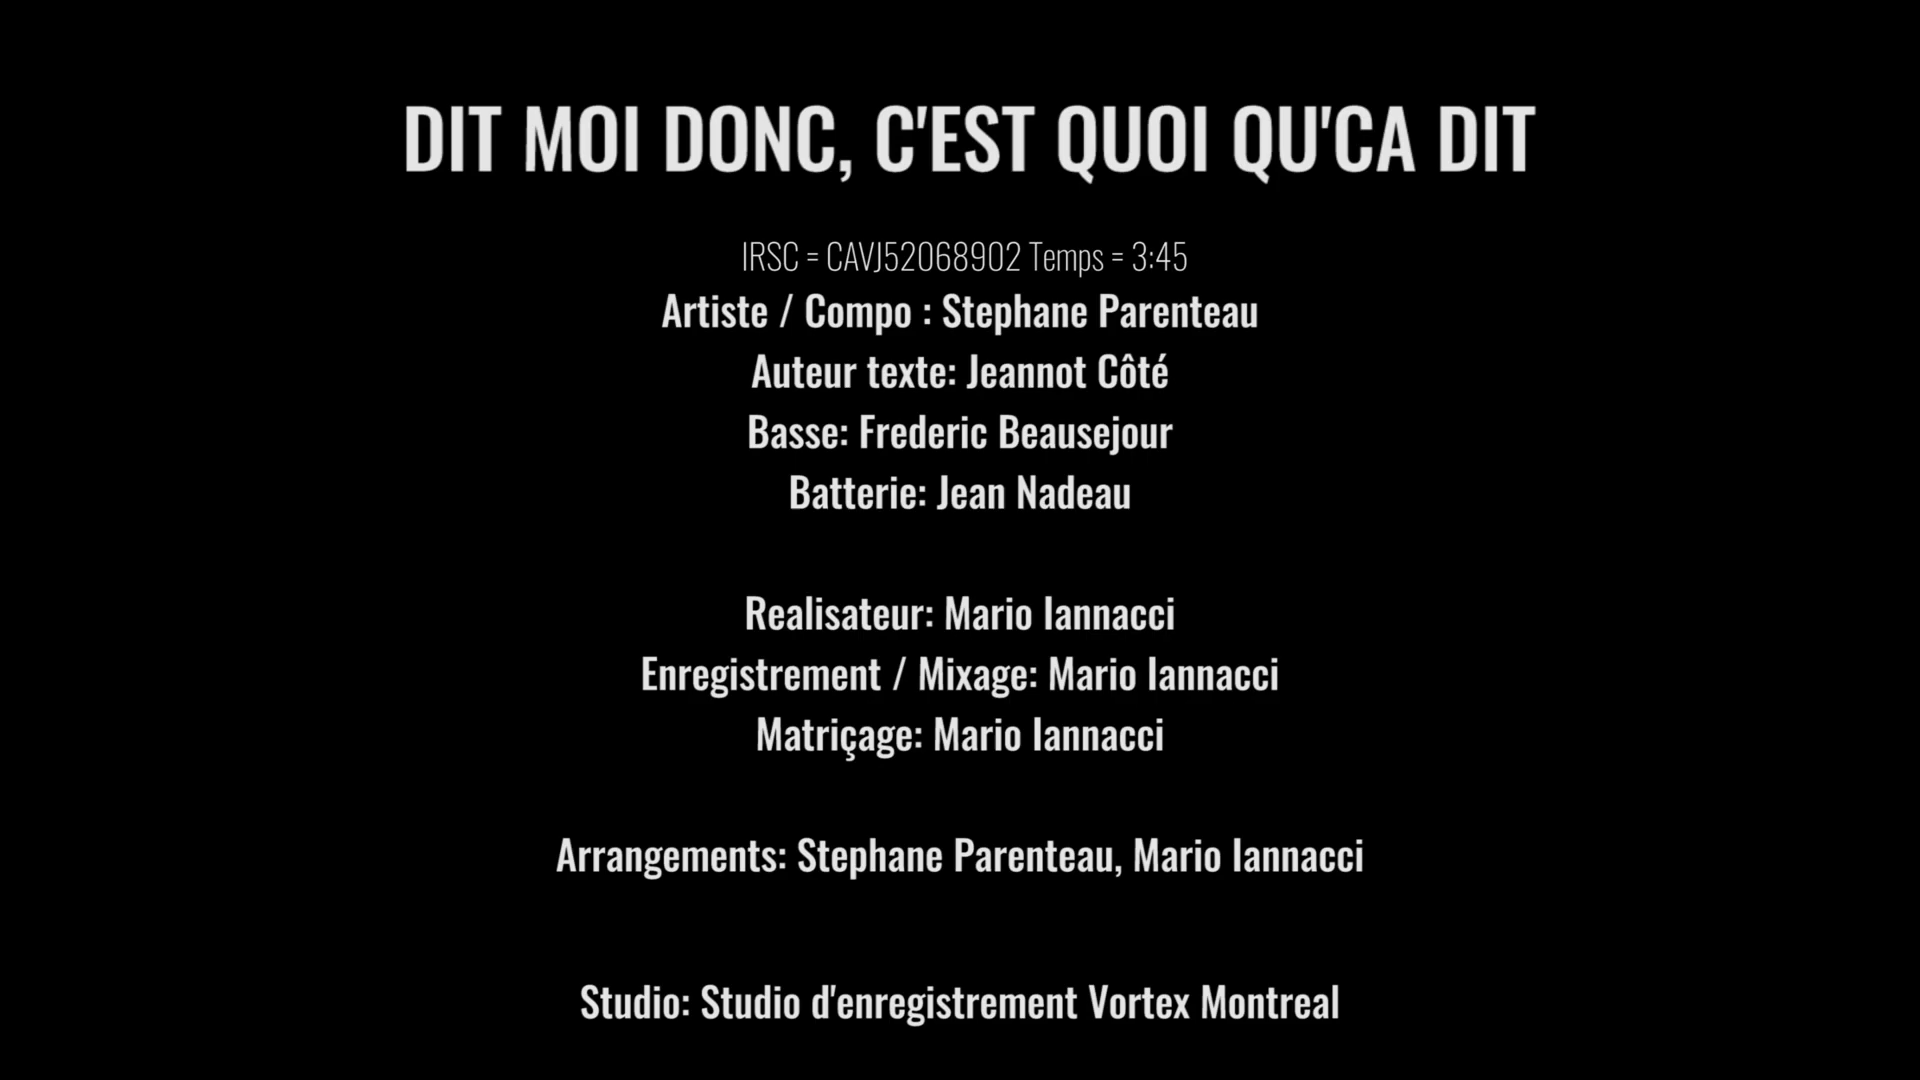 DIT MOI DONC, C'EST QUOI QU'CA DIT
IRSC = CAVJ52068902 Temps = 3:45
Artiste / Compo : Stephane Parenteau
Auteur texte: Jeannot Côté
Basse: Frederic Beausejour
Batterie: Jean Nadeau
Realisateur: Mario Iannacci
Enregistrement / Mixage: Mario Iannacci
Matriçage: Mario Iannacci
Arrangements: Stephane Parenteau, Mario Iannacci
Studio: Studio d'enregistrement Vortex Montreal